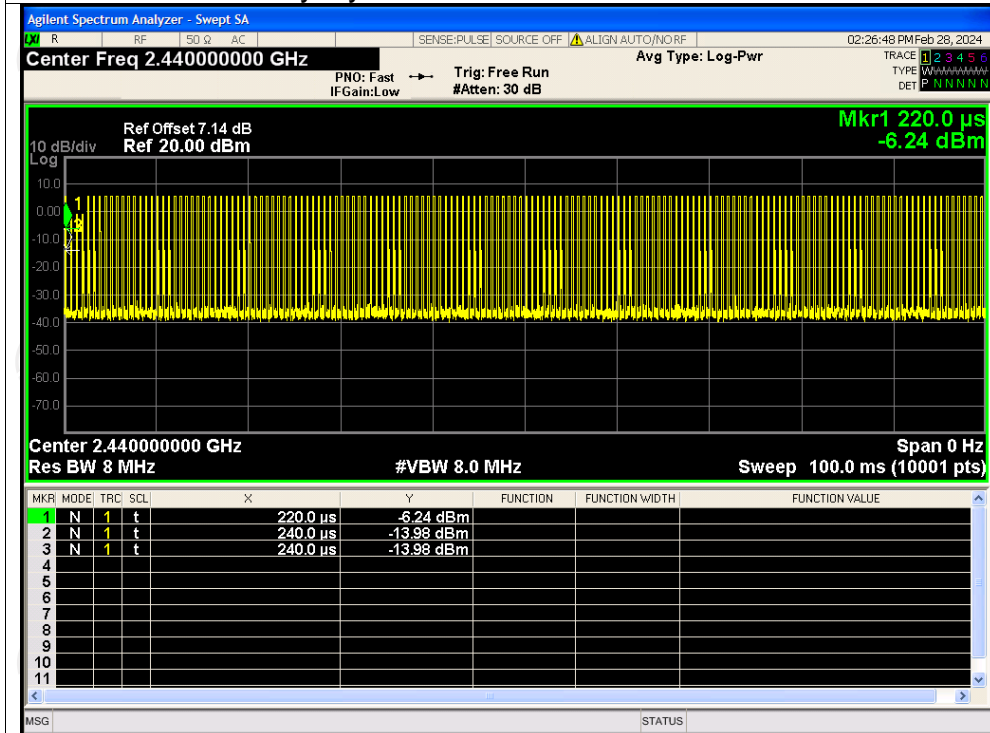 Agilent Spectrum Analyzer - Swept SA
LXI R RF 50 Ω AC SENSE:PULSE SOURCE OFF ALIGN AUTO/NO RF 02:26:48 PM Feb 28, 2024
Center Freq 2.440000000 GHz Avg Type: Log-Pwr TRACE 1 2 3 4 5 6
PNO: Fast Trig: Free Run TYPE WWWWWW
IFGain:Low #Atten: 30 dB DET P N N N N N
Mkr1 220.0 µs
Ref Offset 7.14 dB
10 dB/div Ref 20.00 dBm -6.24 dBm
Log
10.0
1
0.00
3
-10.0
-20.0
-30.0
-40.0
-50.0
-60.0
-70.0
Center 2.440000000 GHz Span 0 Hz
Res BW 8 MHz #VBW 8.0 MHz Sweep 100.0 ms (10001 pts)
MKR MODE TRC SCL X Y FUNCTION FUNCTION WIDTH FUNCTION VALUE
1 N 1 t 220.0 µs -6.24 dBm
2 N 1 t 240.0 µs -13.98 dBm
3 N 1 t 240.0 µs -13.98 dBm
4
5
6
7
8
9
10
11
MSG STATUS